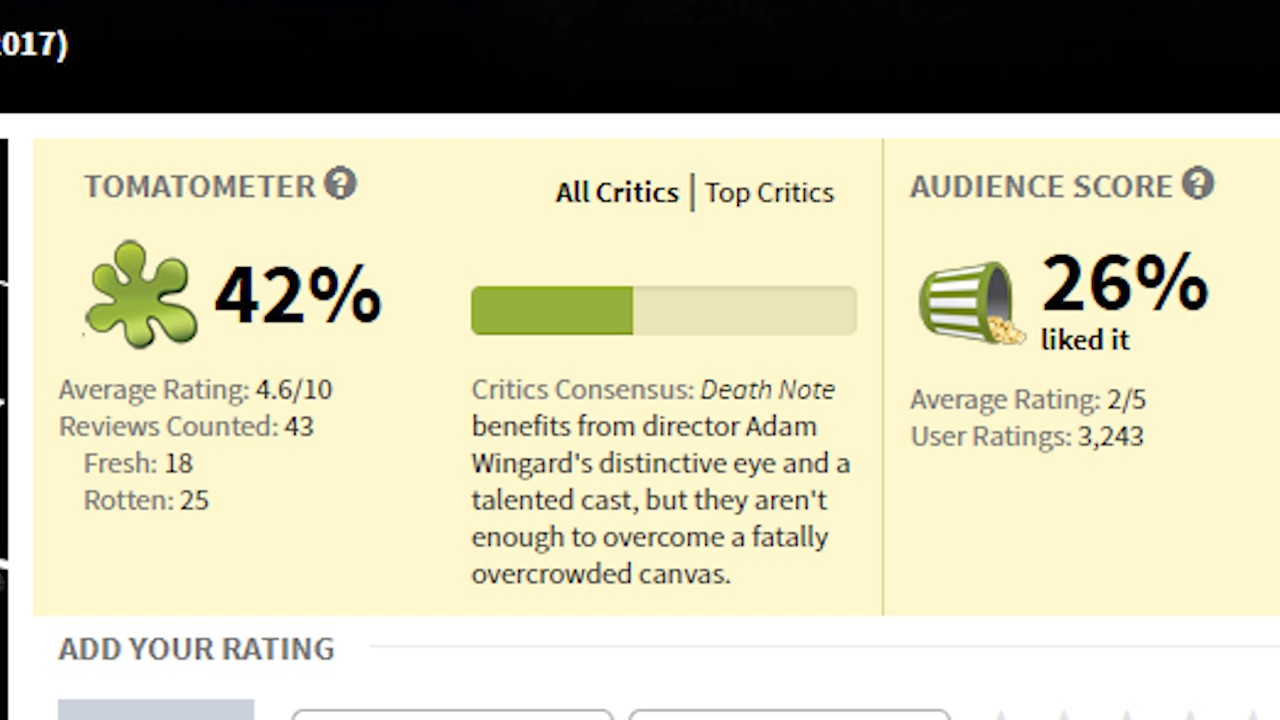 2017)
TOMATOMETER ?
All Critics | Top Critics
42%
Average Rating: 4.6/10
Reviews Counted: 43
Fresh: 18
Rotten: 25
Critics Consensus: Death Note
benefits from director Adam
Wingard's distinctive eye and a
talented cast, but they aren't
enough to overcome a fatally
overcrowded canvas.
AUDIENCE SCORE ?
26%
liked it
Average Rating: 2/5
User Ratings: 3,243
ADD YOUR RATING